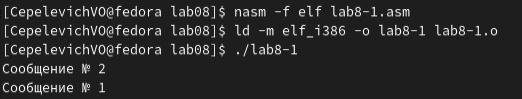 [CepelevichVO@fedora lab08]$ nasm -f elf lab8-1.asm
[CepelevichVO@fedora lab08]$ ld -m elf_i386 -o lab8-1 lab8-1.o
[CepelevichVO@fedora lab08]$ ./lab8-1
Сообщение № 2
Сообщение № 1